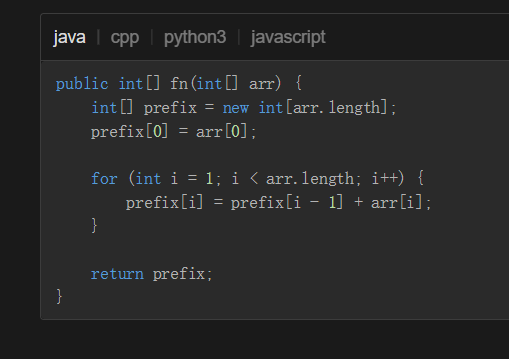 java | cpp | python3 | javascript
public int[] fn(int[] arr) {
    int[] prefix = new int[arr.length];
    prefix[0] = arr[0];

    for (int i = 1; i < arr.length; i++) {
        prefix[i] = prefix[i - 1] + arr[i];
    }

    return prefix;
}